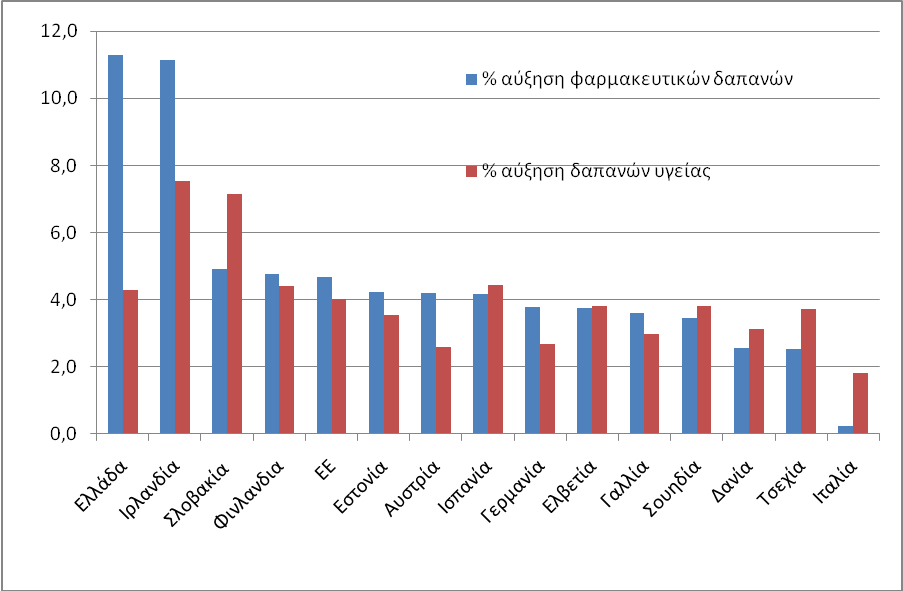 12,0
10,0
8,0
6,0
4,0
2,0
0,0
% αύξηση φαρμακευτικών δαπανών
% αύξηση δαπανών υγείας
Ελλάδα
Ιρλανδία
Σλοβακία
Φινλανδια
ΕΕ
Εστονία
Αυστρία
Ισπανία
Γερμανία
Ελβετία
Γαλλία
Σουηδία
Δανία
Τσεχία
Ιταλία